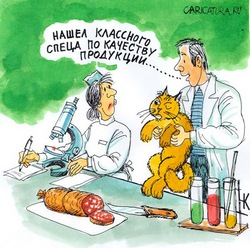 CARICATURA.RU
НАШЕЛ КЛАССНОГО
СПЕЦА ПО КАЧЕСТВУ
ПРОДУКЦИИ...